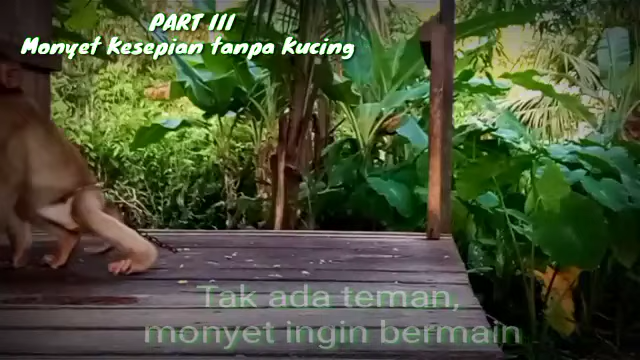 PART III
Monyet Kesepian tanpa Kucing
Tak ada teman,
monyet ingin bermain